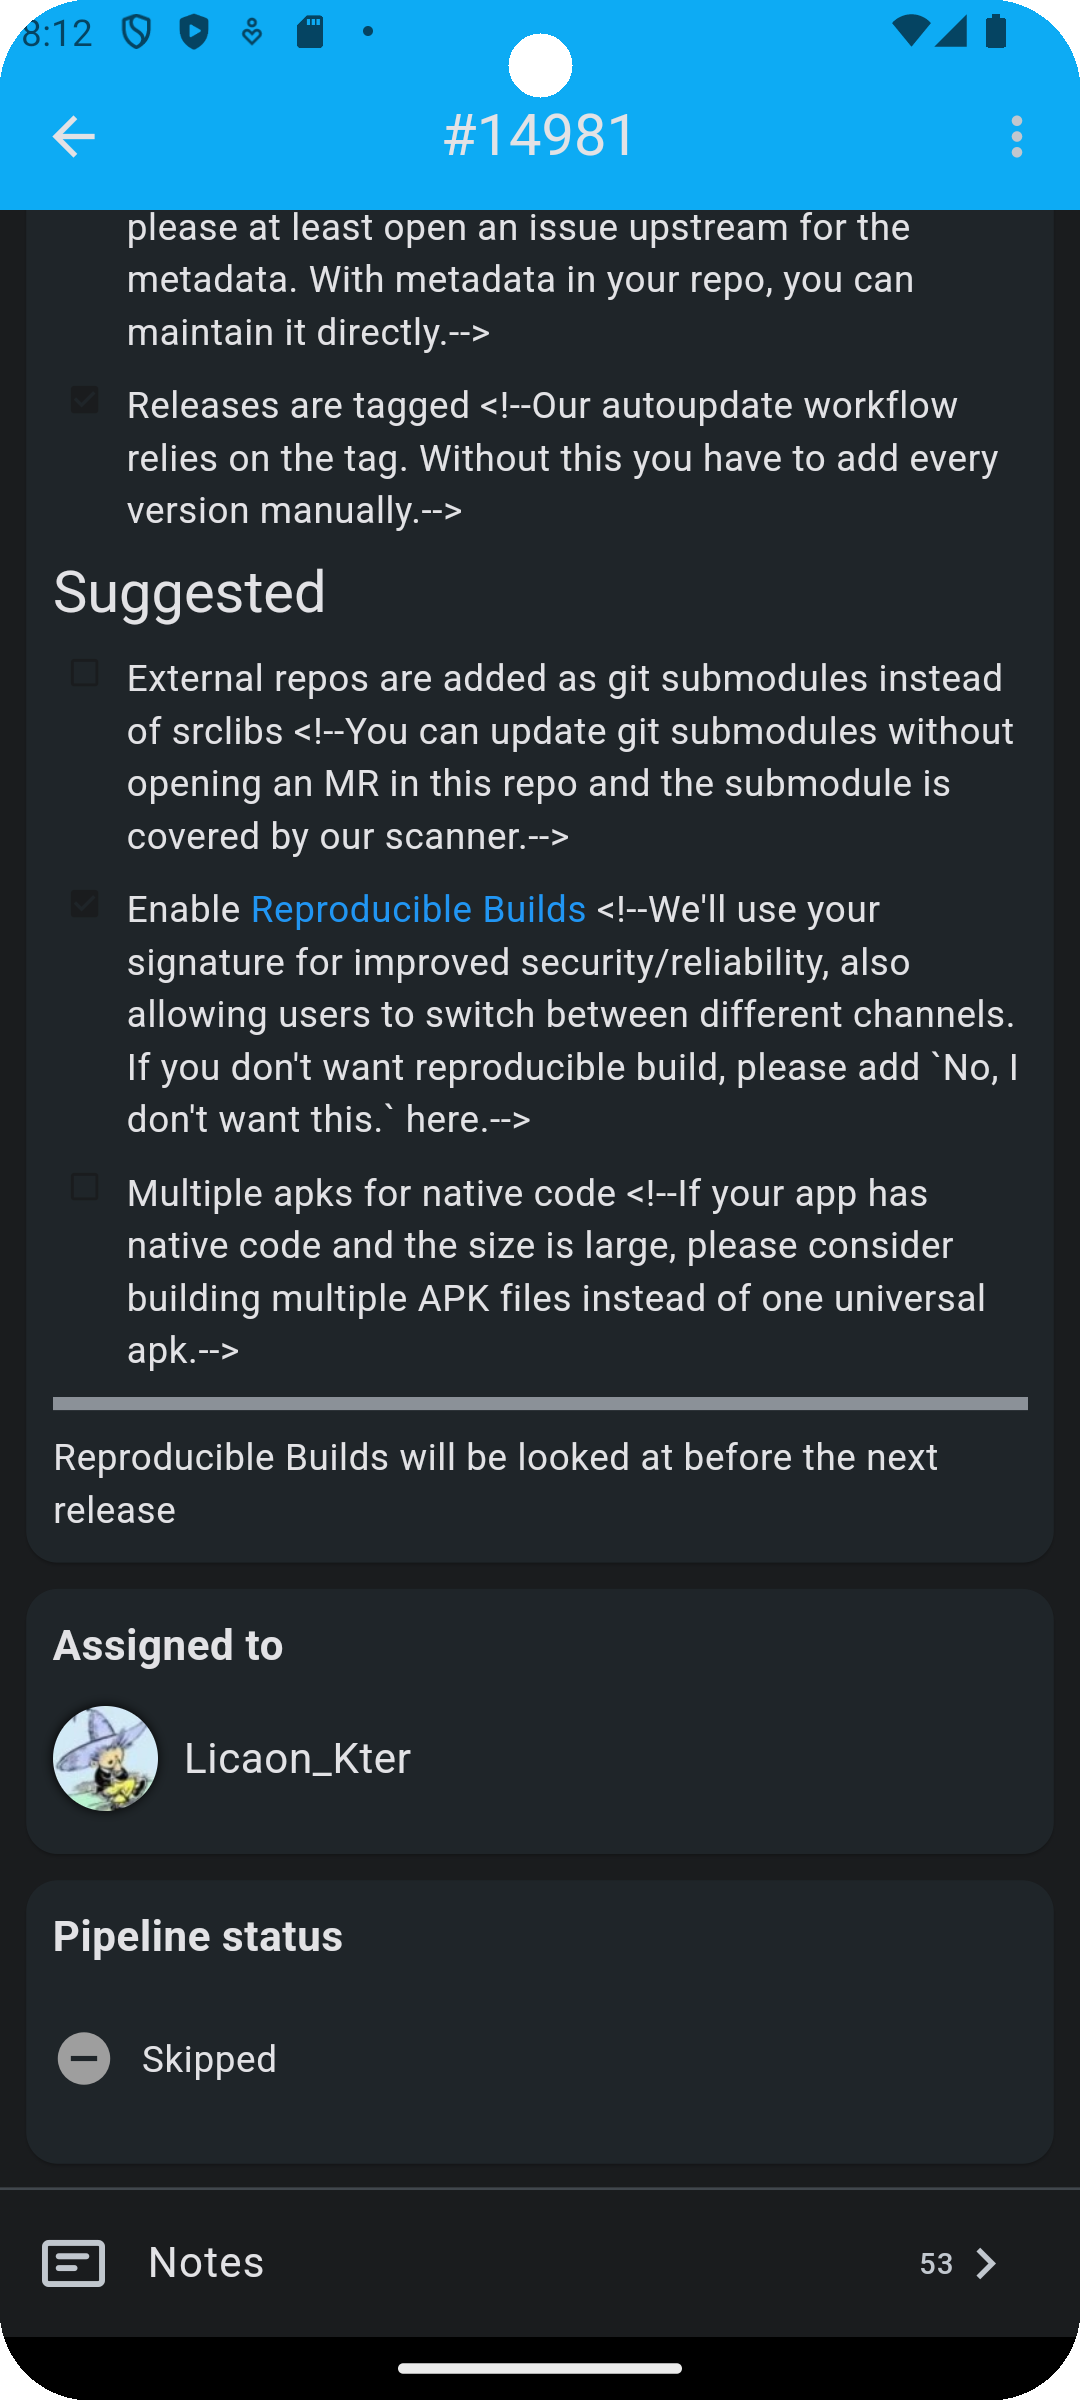 8:12
#14981
please at least open an issue upstream for the
metadata. With metadata in your repo, you can
maintain it directly.-->
Releases are tagged <!--Our autoupdate workflow
relies on the tag. Without this you have to add every
version manually.-->
Suggested
External repos are added as git submodules instead
of srclibs <!--You can update git submodules without
opening an MR in this repo and the submodule is
covered by our scanner.-->
Enable Reproducible Builds <!--We'll use your
signature for improved security/reliability, also
allowing users to switch between different channels.
If you don't want reproducible build, please add `No, I
don't want this.` here.-->
Multiple apks for native code <!--If your app has
native code and the size is large, please consider
building multiple APK files instead of one universal
apk.-->
Reproducible Builds will be looked at before the next
release
Assigned to
Licaon_Kter
Pipeline status
Skipped
Notes
53